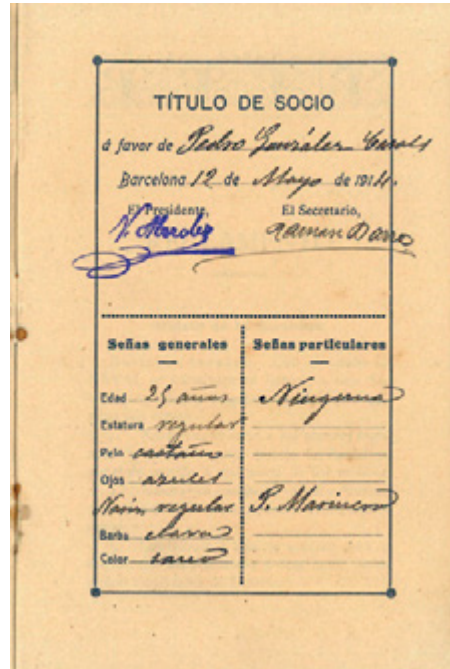 TÍTULO DE SOCIO
á favor de Pedro González
Barcelona 12 de Mayo de 1914.
El Presidente, El Secretario,
Ramon
Señas generales
Edad 25 años
Estatura regular
Pelo castaño
Ojos azules
Nariz regular
Barba clara
Color sano
Señas particulares
Ninguna
P. Marinero